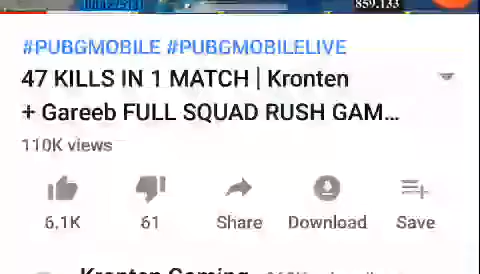 859.133
#PUBGMOBILE #PUBGMOBILELIVE
47 KILLS IN 1 MATCH | Kronten
+ Gareeb FULL SQUAD RUSH GAM...
110K views
6.1K 61 Share Download Save
Kronten Gaming